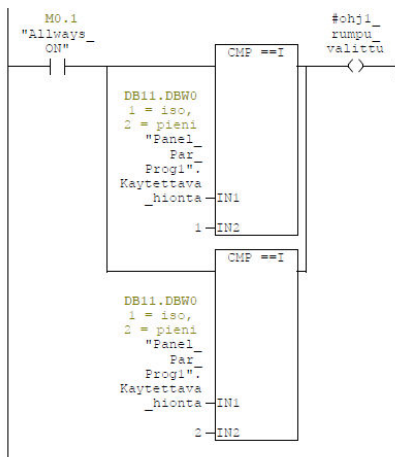 M0.1
"Allways_
ON"
CMP ==I
#ohj1_
rumpu_
valittu
DB11.DBW0
1 = iso,
2 = pieni
"Panel_
Par_
Prog1".
Kaytettava
_hionta
IN1
1
IN2
CMP ==I
DB11.DBW0
1 = iso,
2 = pieni
"Panel_
Par_
Prog1".
Kaytettava
_hionta
IN1
2
IN2